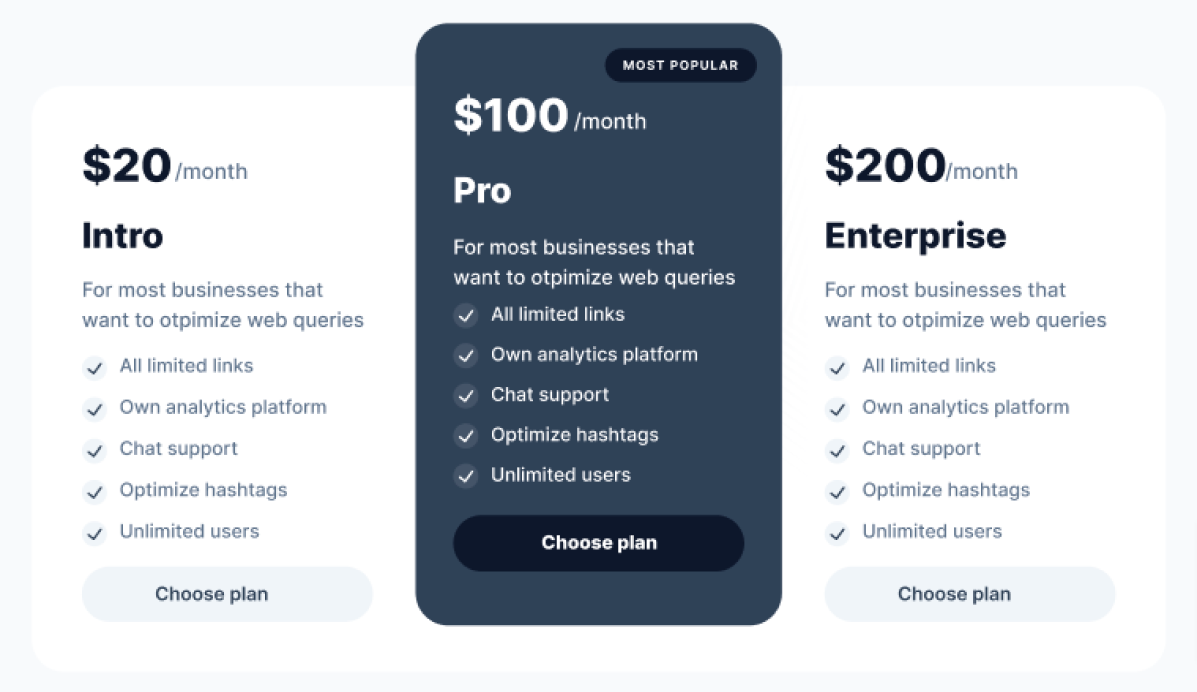 $20 /month
Intro
For most businesses that
want to otpimize web queries
All limited links
Own analytics platform
Chat support
Optimize hashtags
Unlimited users
Choose plan
MOST POPULAR
$100 /month
Pro
For most businesses that
want to otpimize web queries
All limited links
Own analytics platform
Chat support
Optimize hashtags
Unlimited users
Choose plan
$200/month
Enterprise
For most businesses that
want to otpimize web queries
All limited links
Own analytics platform
Chat support
Optimize hashtags
Unlimited users
Choose plan